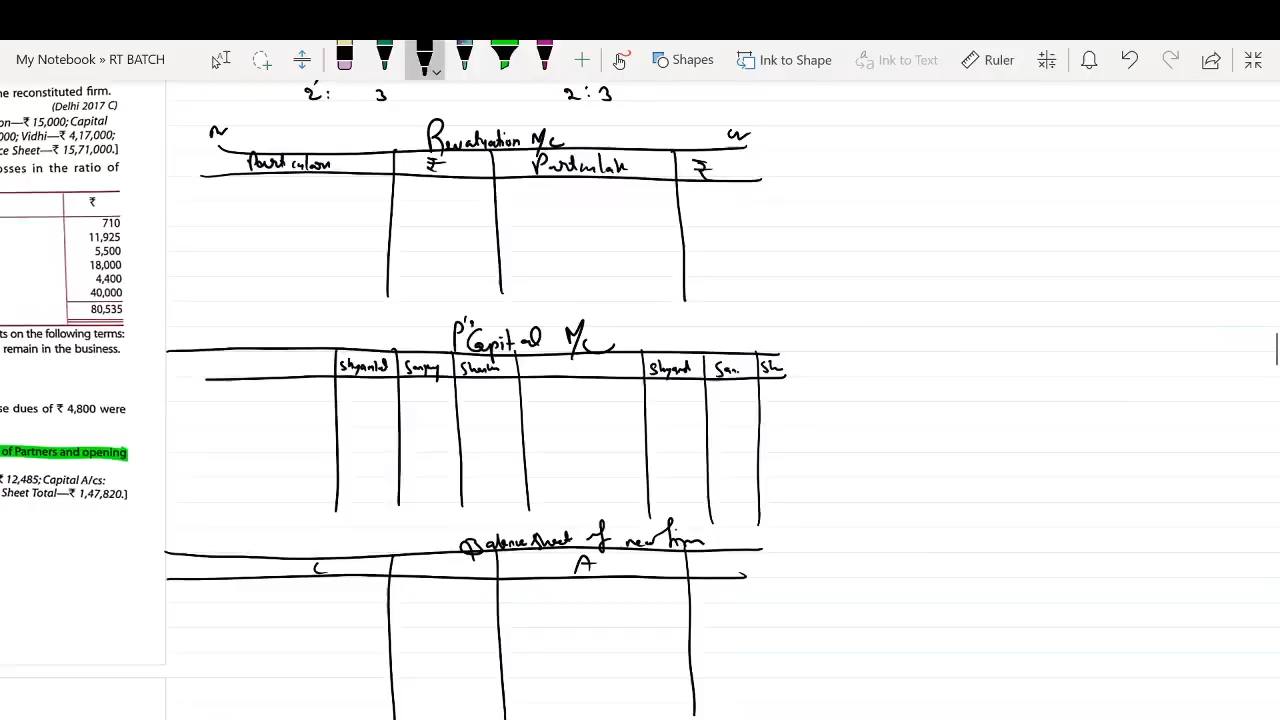 My Notebook » RT BATCH
Shapes
Ink to Shape
Ink to Text
Ruler
ne reconstituted firm.
(Delhi 2017 C)
on—₹ 15,000; Capital
000; Vidhi—₹ 4,17,000;
ce Sheet—₹ 15,71,000.]
osses in the ratio of
₹
710
11,925
5,500
18,000
4,400
40,000
80,535
ts on the following terms:
remain in the business.
se dues of ₹ 4,800 were
of Partners and opening
₹ 12,485; Capital A/cs:
Sheet Total—₹ 1,47,820.]
2 : 3 2 : 3
Revaluation A/c
Particulars ₹ Particulars ₹
P's Capital A/c
Shyamlal Sanjay Shyamal San. Sh
Balance sheet of new firm
L A